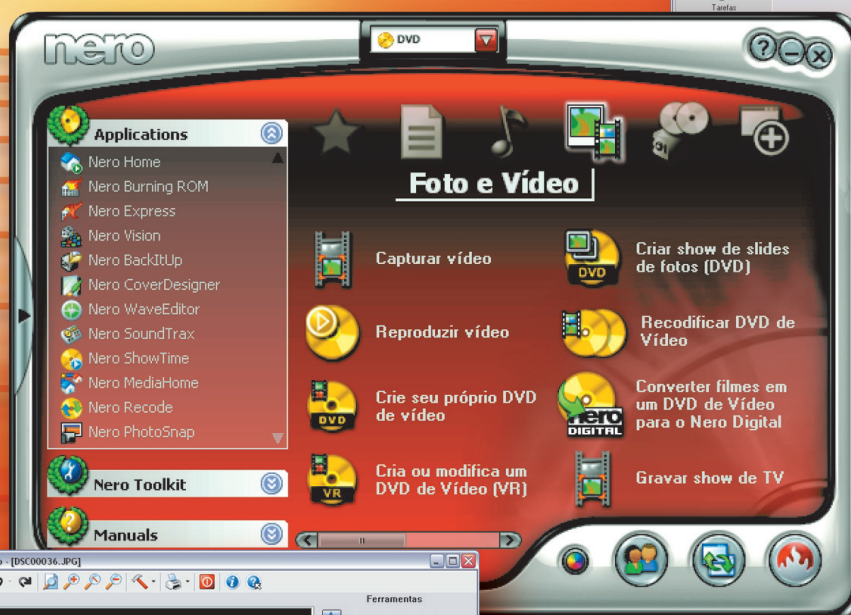 Tarefas
nero
DVD
Applications
Nero Home
Nero Burning ROM
Nero Express
Nero Vision
Nero BackItUp
Nero CoverDesigner
Nero WaveEditor
Nero SoundTrax
Nero ShowTime
Nero MediaHome
Nero Recode
Nero PhotoSnap
Nero Toolkit
Manuals
Foto e Vídeo
Capturar vídeo
Reproduzir vídeo
DVD
Crie seu próprio DVD
de vídeo
VR
Cria ou modifica um
DVD de Vídeo (VR)
DVD
Criar show de slides
de fotos (DVD)
Recodificar DVD de
Vídeo
nero
DIGITAL
Converter filmes em
um DVD de Vídeo
para o Nero Digital
Gravar show de TV
- [DSC00036.JPG]
Ferramentas